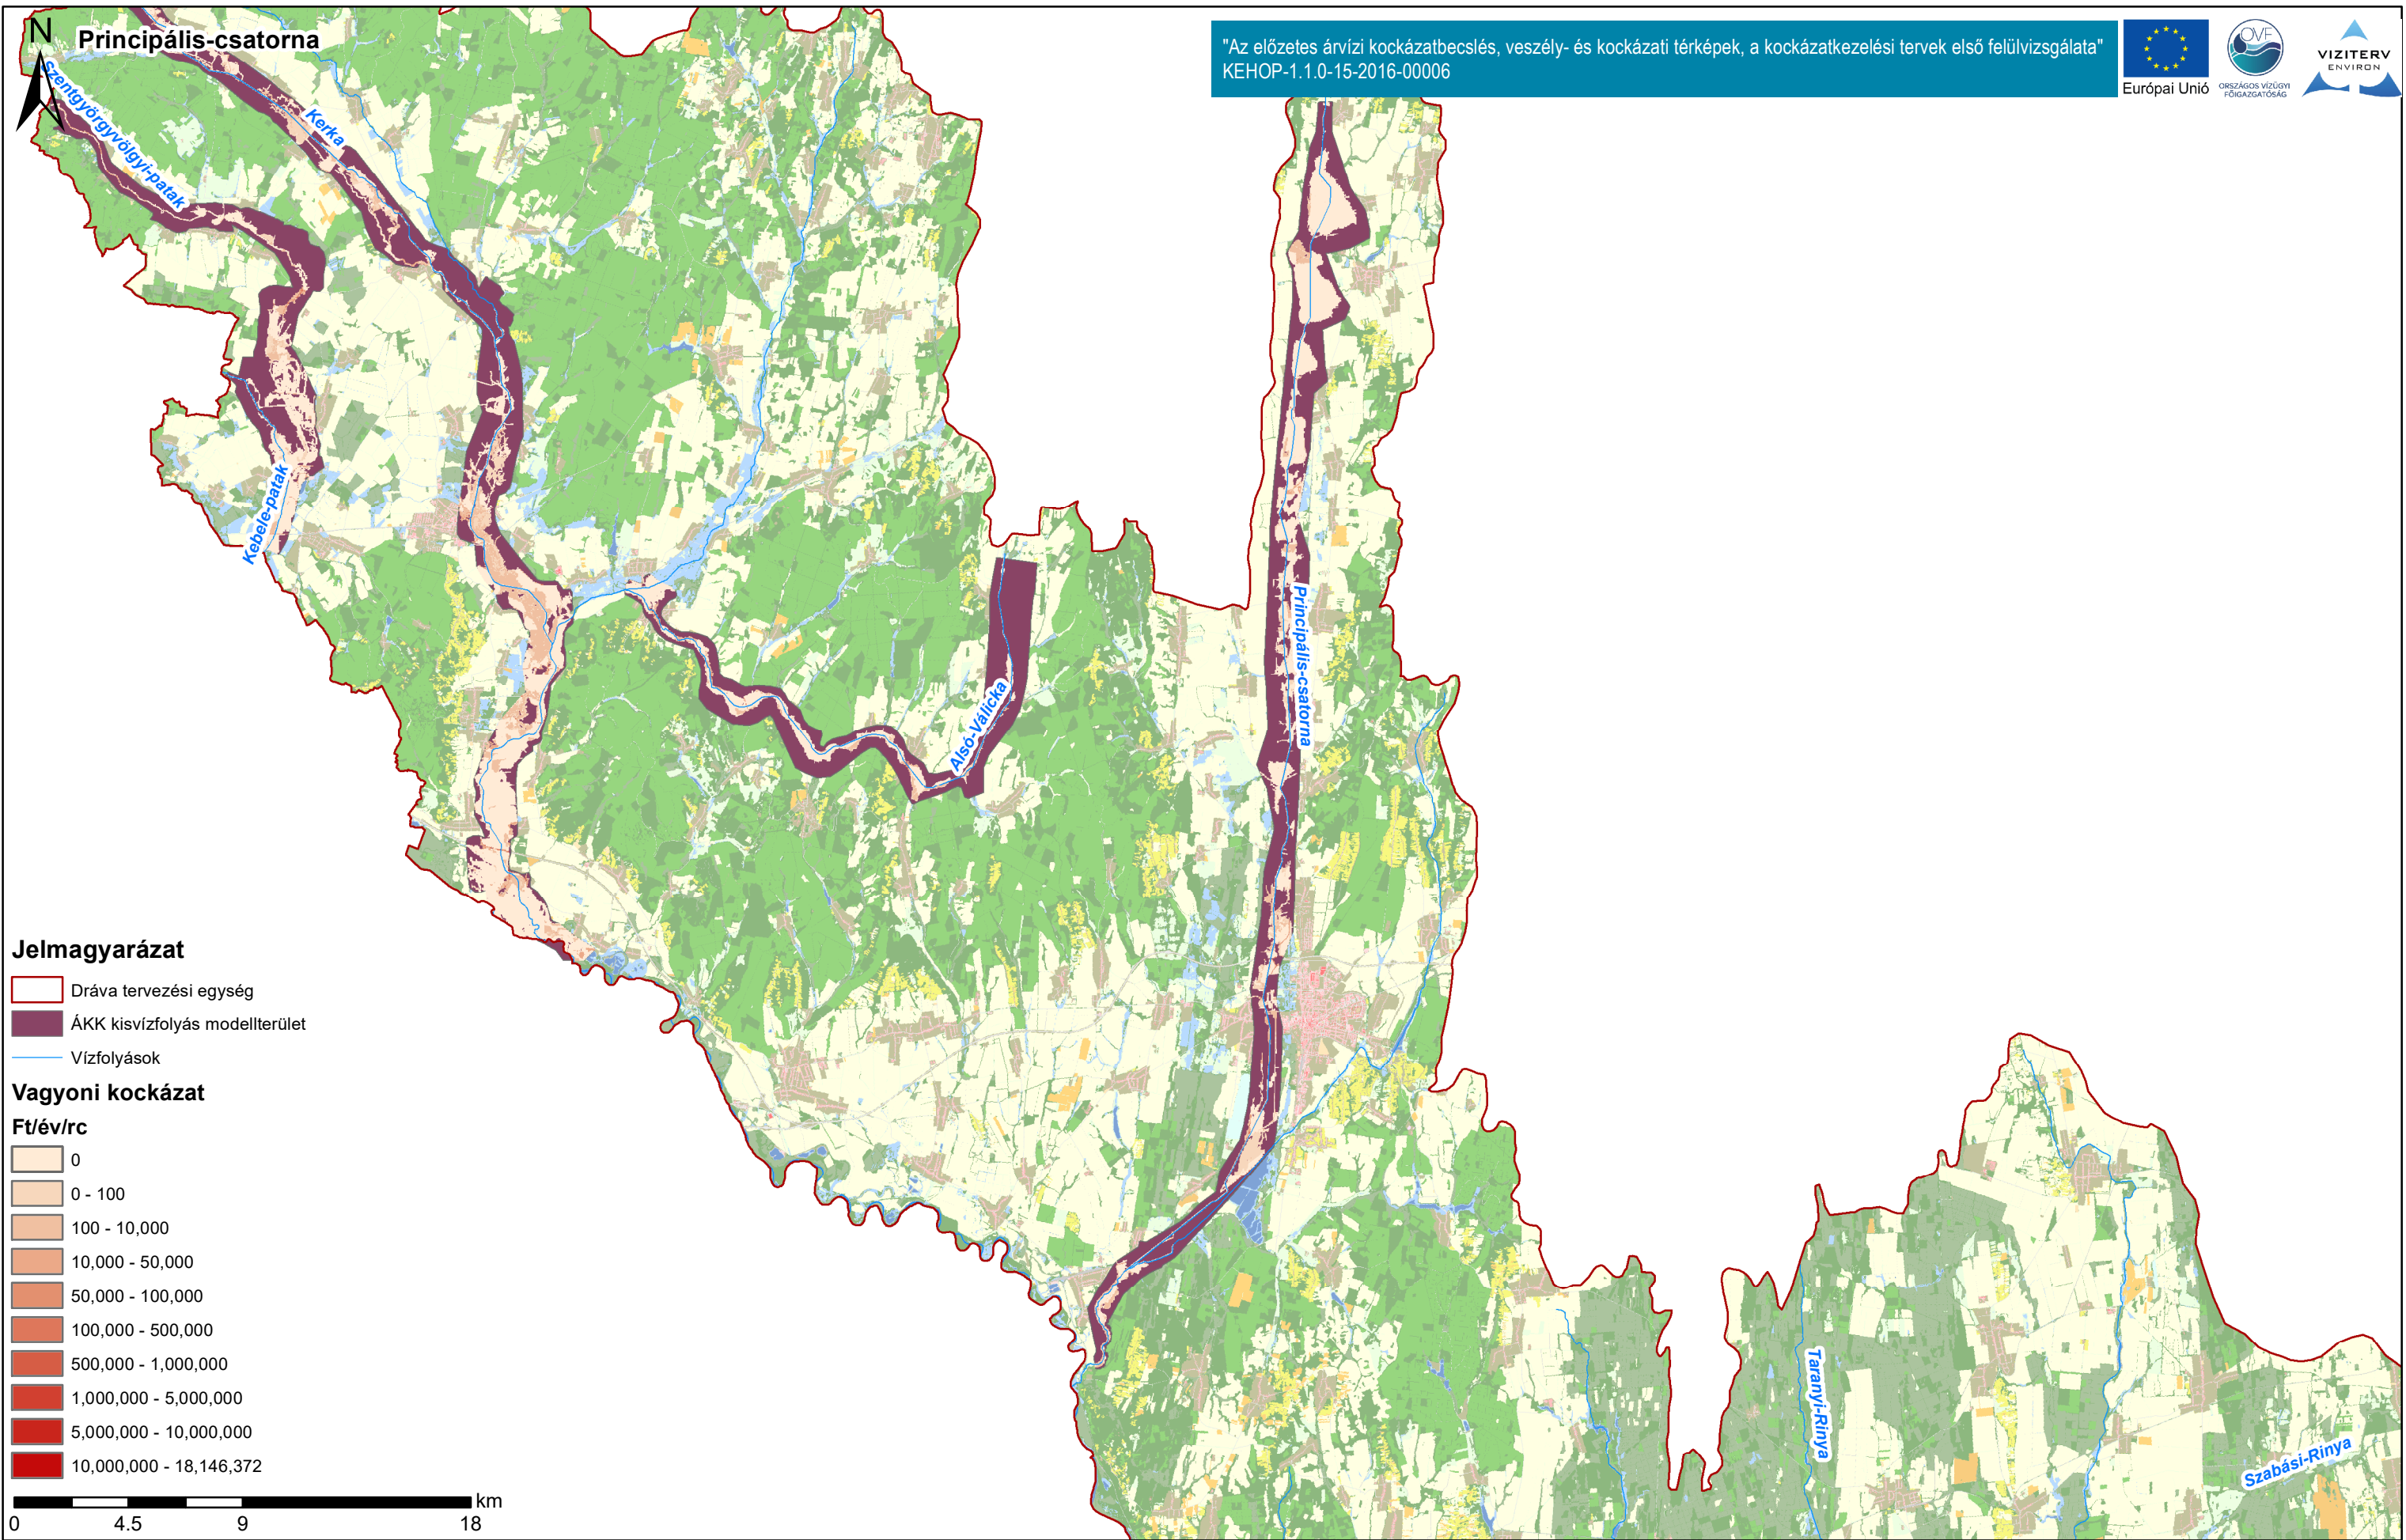 N
Principális-csatorna
"Az előzetes árvízi kockázatbecslés, veszély- és kockázati térképek, a kockázatkezelési tervek első felülvizsgálata"
KEHOP-1.1.0-15-2016-00006
Európai Unió
OVF
ORSZÁGOS VÍZÜGYI
FŐIGAZGATÓSÁG
VIZITERV
ENVIRON
Szentgyörgyvölgyi-patak
Kerka
Kebele-patak
Alsó-Válicka
Principális-csatorna
Taranyi-Rinya
Szabási-Rinya
Jelmagyarázat
Dráva tervezési egység
ÁKK kisvízfolyás modellterület
Vízfolyások
Vagyoni kockázat
Ft/év/rc
0
0 - 100
100 - 10,000
10,000 - 50,000
50,000 - 100,000
100,000 - 500,000
500,000 - 1,000,000
1,000,000 - 5,000,000
5,000,000 - 10,000,000
10,000,000 - 18,146,372
km
0 4.5 9 18